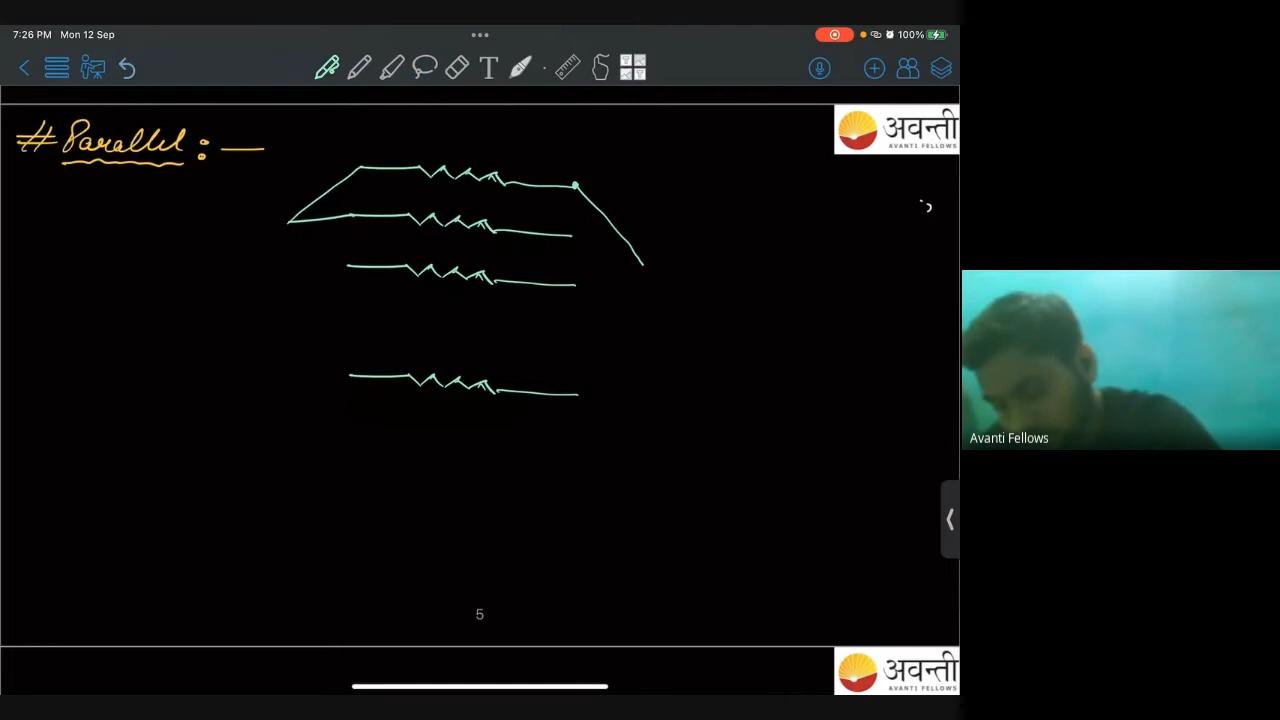 7:26 PM Mon 12 Sep
100%
T
# Parallel : —
अवन्ती
AVANTI FELLOWS
Avanti Fellows
5
अवन्ती
AVANTI FELLOWS